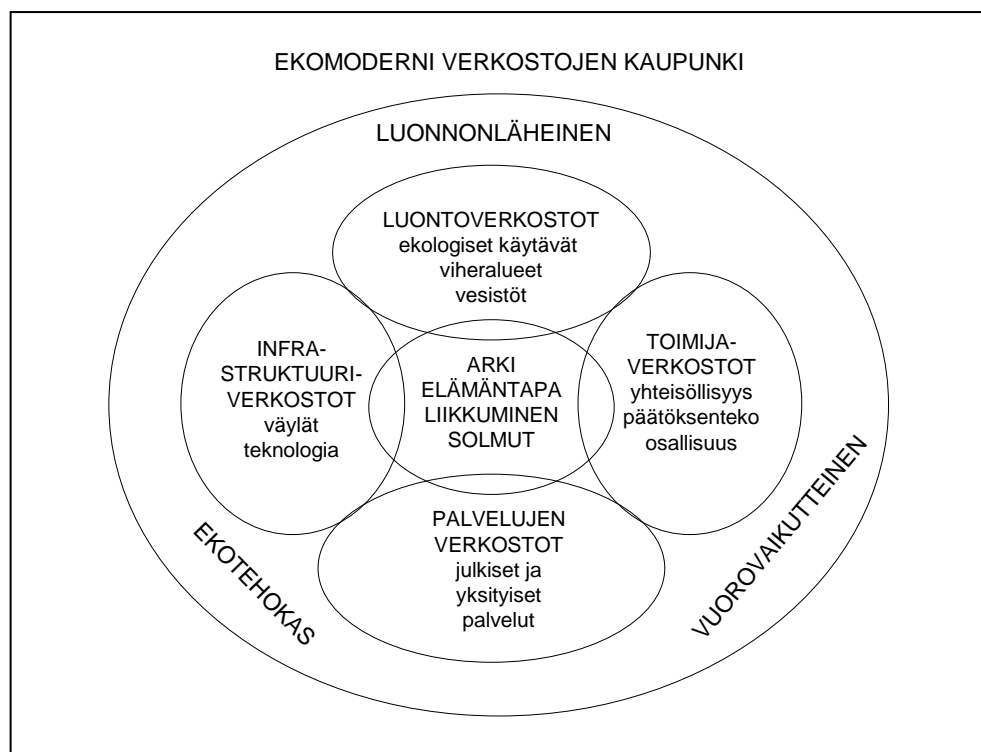 EKOMODERNI VERKOSTOJEN KAUPUNKI
LUONNONLÄHEINEN
LUONTOVERKOSTOT
ekologiset käytävät
viheralueet
vesistöt
INFRA-
STRUKTUURI-
VERKOSTOT
väylät
teknologia
ARKI
ELÄMÄNTAPA
LIIKKUMINEN
SOLMUT
TOIMIJA-
VERKOSTOT
yhteisöllisyys
päätöksenteko
osallisuus
PALVELUJEN
VERKOSTOT
julkiset ja
yksityiset
palvelut
EKOTEHOKAS
VUOROVAIKUTTEINEN